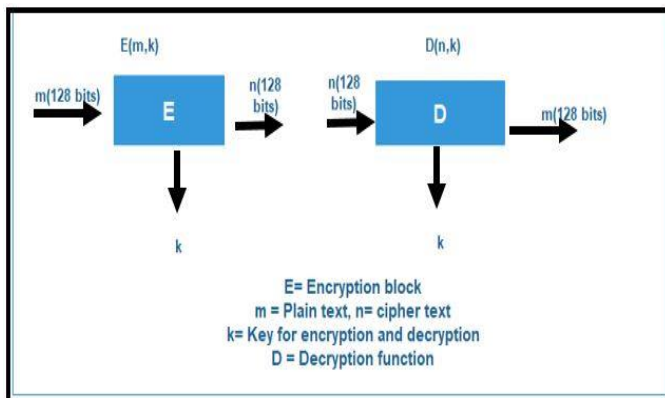 E(m,k)
D(n,k)
m(128 bits)
E
n(128
bits)
n(128
bits)
D
m(128 bits)
k
k
E= Encryption block
m = Plain text, n= cipher text
k= Key for encryption and decryption
D = Decryption function